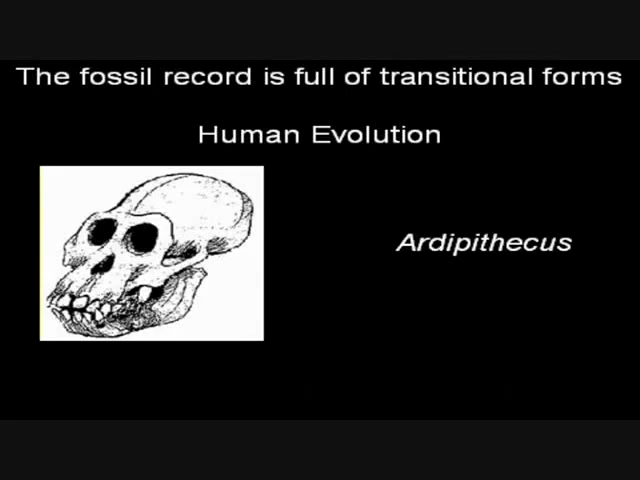 The fossil record is full of transitional forms
Human Evolution
Ardipithecus